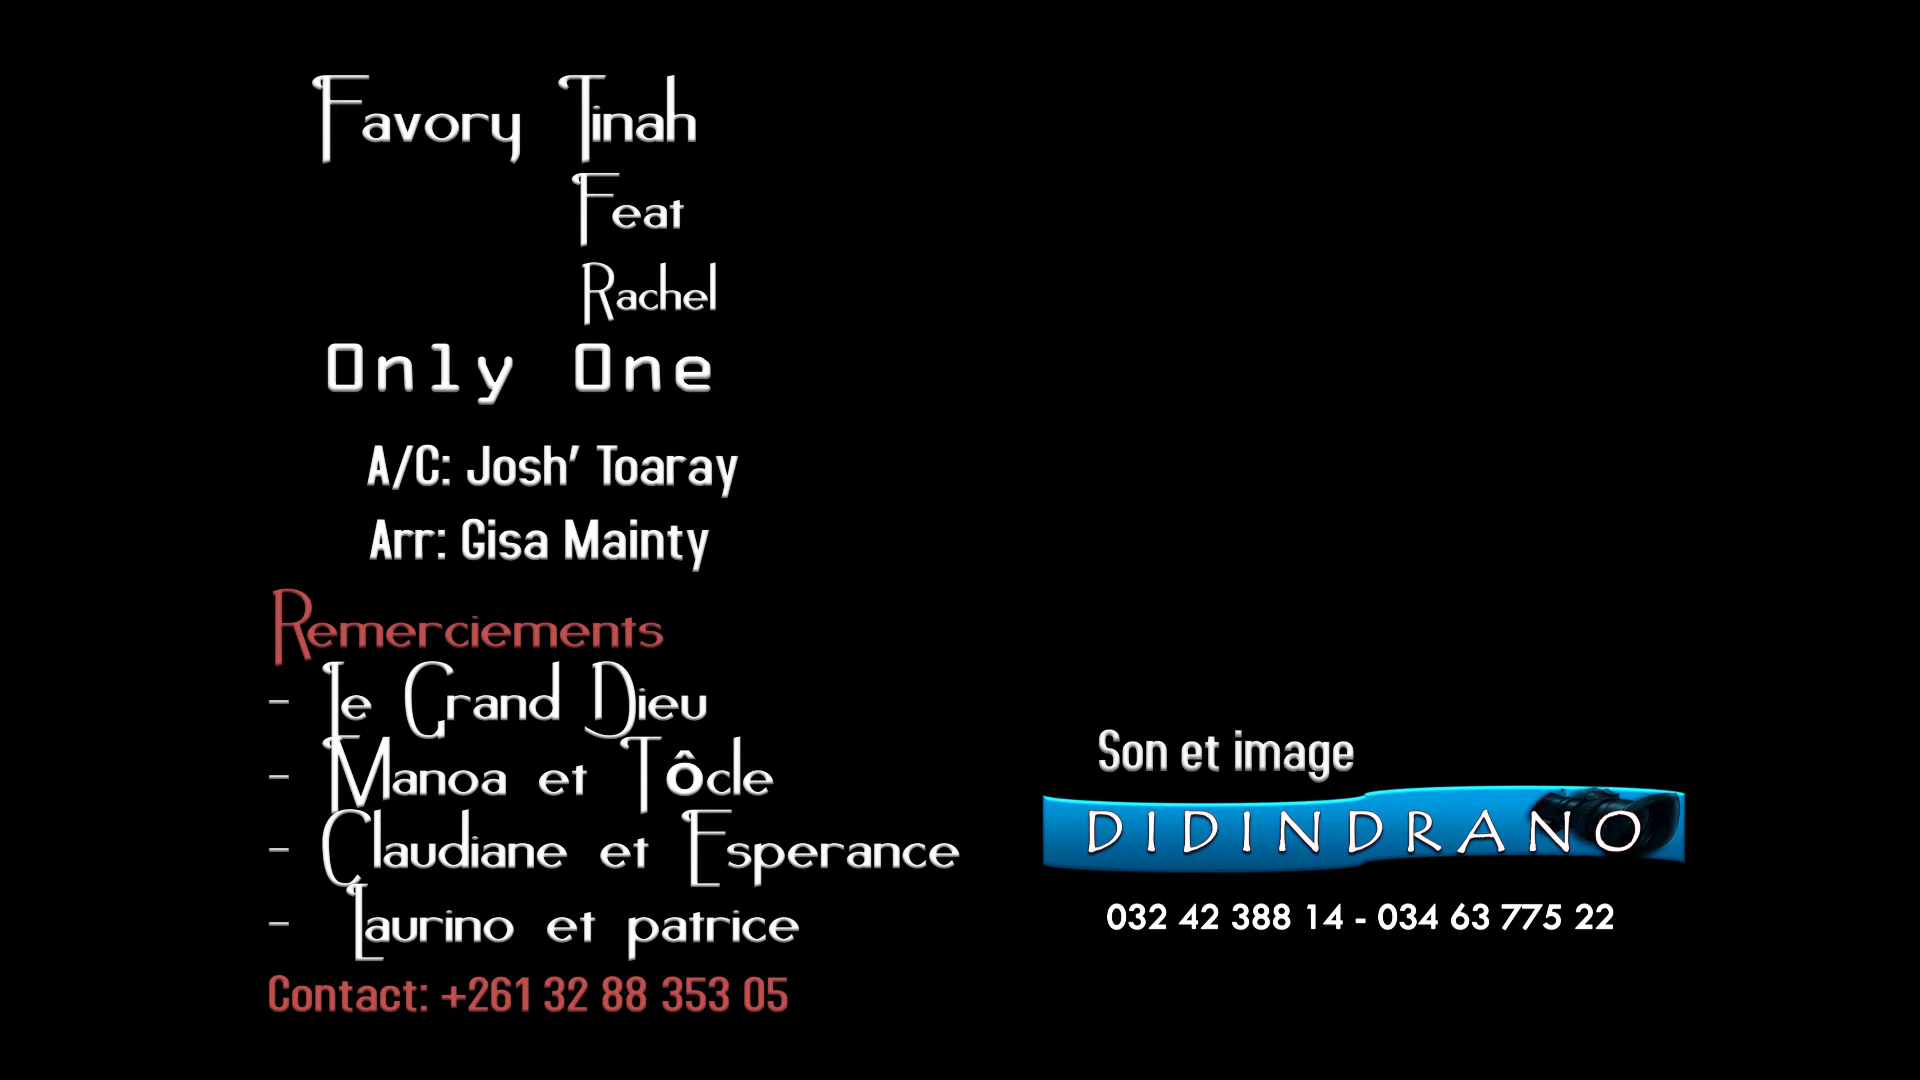 Favory Tinah
Feat
Rachel
Only One
A/C: Josh' Toaray
Arr: Gisa Mainty
Remerciements
- Le Grand Dieu
- Manoa et Tôcle
- Claudiane et Esperance
- Laurino et patrice
Contact: +261 32 88 353 05
Son et image
DIDINDRANO
032 42 388 14 - 034 63 775 22